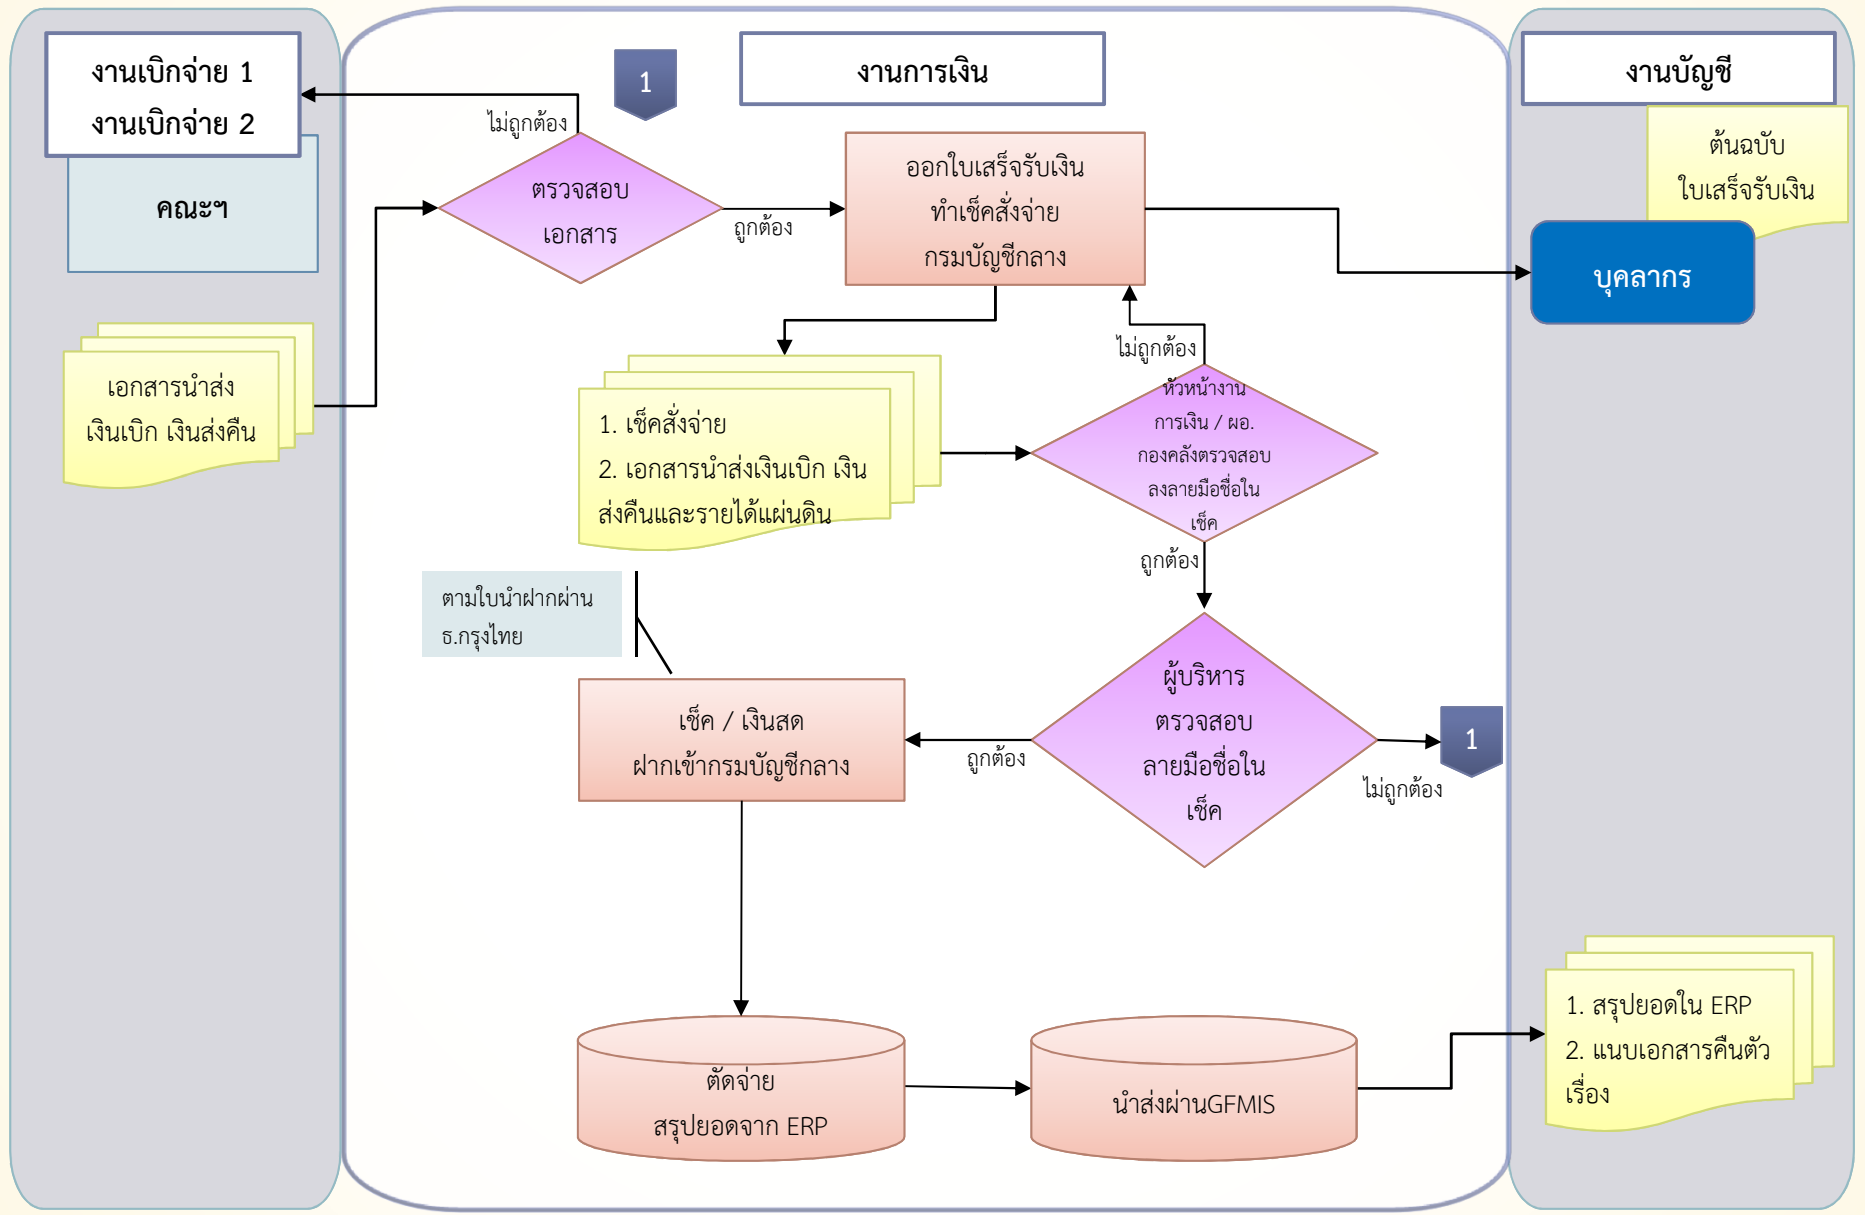 งานเบิกจ่าย 1
งานเบิกจ่าย 2
คณะฯ
เอกสารนำส่ง
เงินเบิก เงินส่งคืน
1
งานการเงิน
ไม่ถูกต้อง
ตรวจสอบ
เอกสาร
ถูกต้อง
ออกใบเสร็จรับเงิน
ทำเช็คสั่งจ่าย
กรมบัญชีกลาง
1. เช็คสั่งจ่าย
2. เอกสารนำส่งเงินเบิก เงิน
ส่งคืนและรายได้แผ่นดิน
ไม่ถูกต้อง
หัวหน้างาน
การเงิน / ผอ.
กองคลังตรวจสอบ
ลงลายมือชื่อใน
เช็ค
ถูกต้อง
ตามใบนำฝากผ่าน
ธ.กรุงไทย
ผู้บริหาร
ตรวจสอบ
ลายมือชื่อใน
เช็ค
ถูกต้อง
ไม่ถูกต้อง
1
เช็ค / เงินสด
ฝากเข้ากรมบัญชีกลาง
ตัดจ่าย
สรุปยอดจาก ERP
นำส่งผ่านGFMIS
งานบัญชี
ต้นฉบับ
ใบเสร็จรับเงิน
บุคลากร
1. สรุปยอดใน ERP
2. แนบเอกสารคืนตัว
เรื่อง